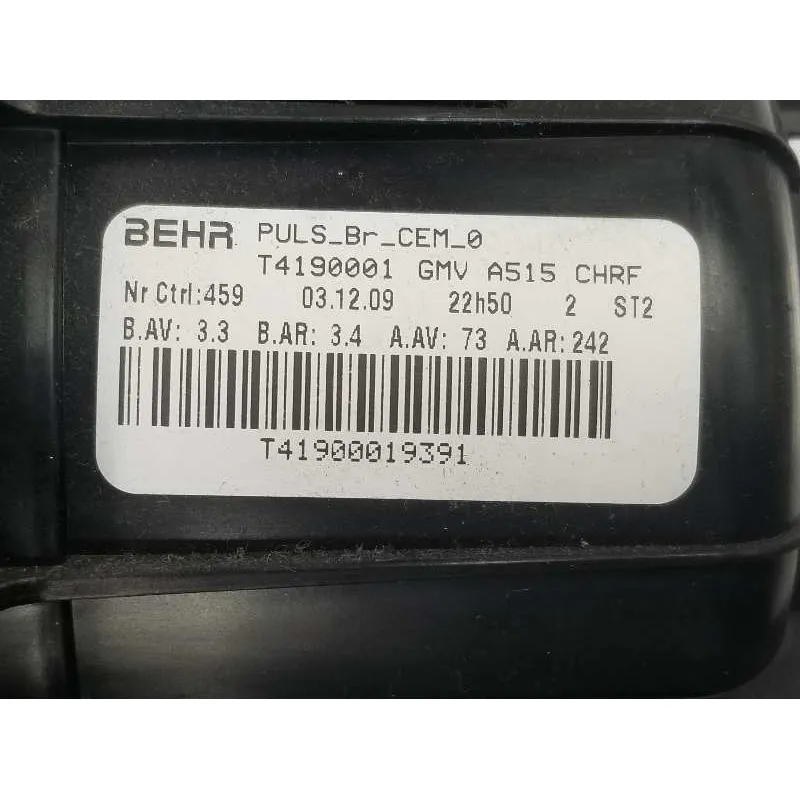 BEHR PULS_Br_CEM_0
T4190001 GMV A515 CHRF
Nr Ctrl:459 03.12.09 22h50 2 ST2
B.AV: 3.3 B.AR: 3.4 A.AV: 73 A.AR: 242
T41900019391